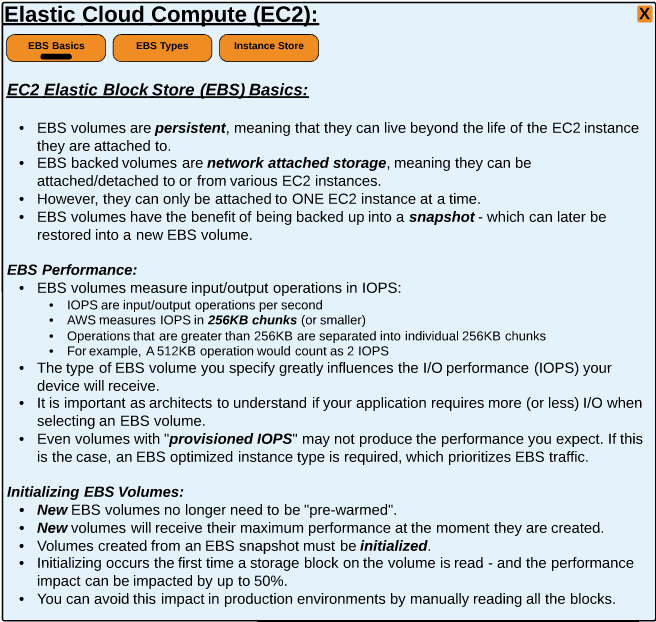 Elastic Cloud Compute (EC2):
X
EBS Basics
EBS Types
Instance Store
EC2 Elastic Block Store (EBS) Basics:
• EBS volumes are persistent, meaning that they can live beyond the life of the EC2 instance
they are attached to.
• EBS backed volumes are network attached storage, meaning they can be
attached/detached to or from various EC2 instances.
• However, they can only be attached to ONE EC2 instance at a time.
• EBS volumes have the benefit of being backed up into a snapshot - which can later be
restored into a new EBS volume.
EBS Performance:
• EBS volumes measure input/output operations in IOPS:
• IOPS are input/output operations per second
• AWS measures IOPS in 256KB chunks (or smaller)
• Operations that are greater than 256KB are separated into individual 256KB chunks
• For example, A 512KB operation would count as 2 IOPS
• The type of EBS volume you specify greatly influences the I/O performance (IOPS) your
device will receive.
• It is important as architects to understand if your application requires more (or less) I/O when
selecting an EBS volume.
• Even volumes with "provisioned IOPS" may not produce the performance you expect. If this
is the case, an EBS optimized instance type is required, which prioritizes EBS traffic.
Initializing EBS Volumes:
• New EBS volumes no longer need to be "pre-warmed".
• New volumes will receive their maximum performance at the moment they are created.
• Volumes created from an EBS snapshot must be initialized.
• Initializing occurs the first time a storage block on the volume is read - and the performance
impact can be impacted by up to 50%.
• You can avoid this impact in production environments by manually reading all the blocks.